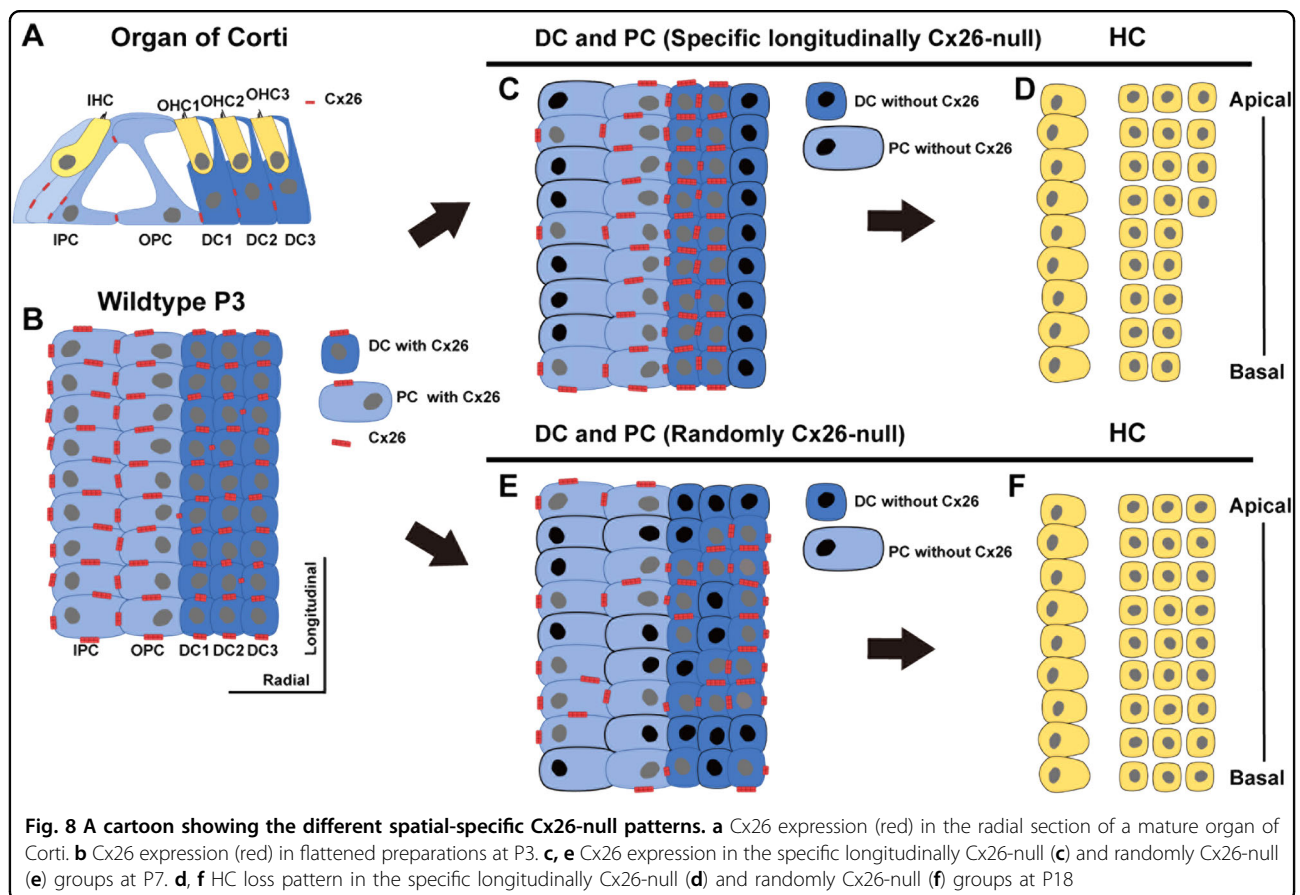 A Organ of Corti
IHC
OHC1 OHC2 OHC3
Cx26
IPC OPC DC1 DC2 DC3
B Wildtype P3
DC with Cx26
PC with Cx26
Cx26
IPC OPC DC1 DC2 DC3
Longitudinal
Radial
DC and PC (Specific longitudinally Cx26-null) HC
C
DC without Cx26
PC without Cx26
D
Apical
Basal
DC and PC (Randomly Cx26-null) HC
E
DC without Cx26
PC without Cx26
F
Apical
Basal
Fig. 8 A cartoon showing the different spatial-specific Cx26-null patterns. a Cx26 expression (red) in the radial section of a mature organ of
Corti. b Cx26 expression (red) in flattened preparations at P3. c, e Cx26 expression in the specific longitudinally Cx26-null (c) and randomly Cx26-null
(e) groups at P7. d, f HC loss pattern in the specific longitudinally Cx26-null (d) and randomly Cx26-null (f) groups at P18